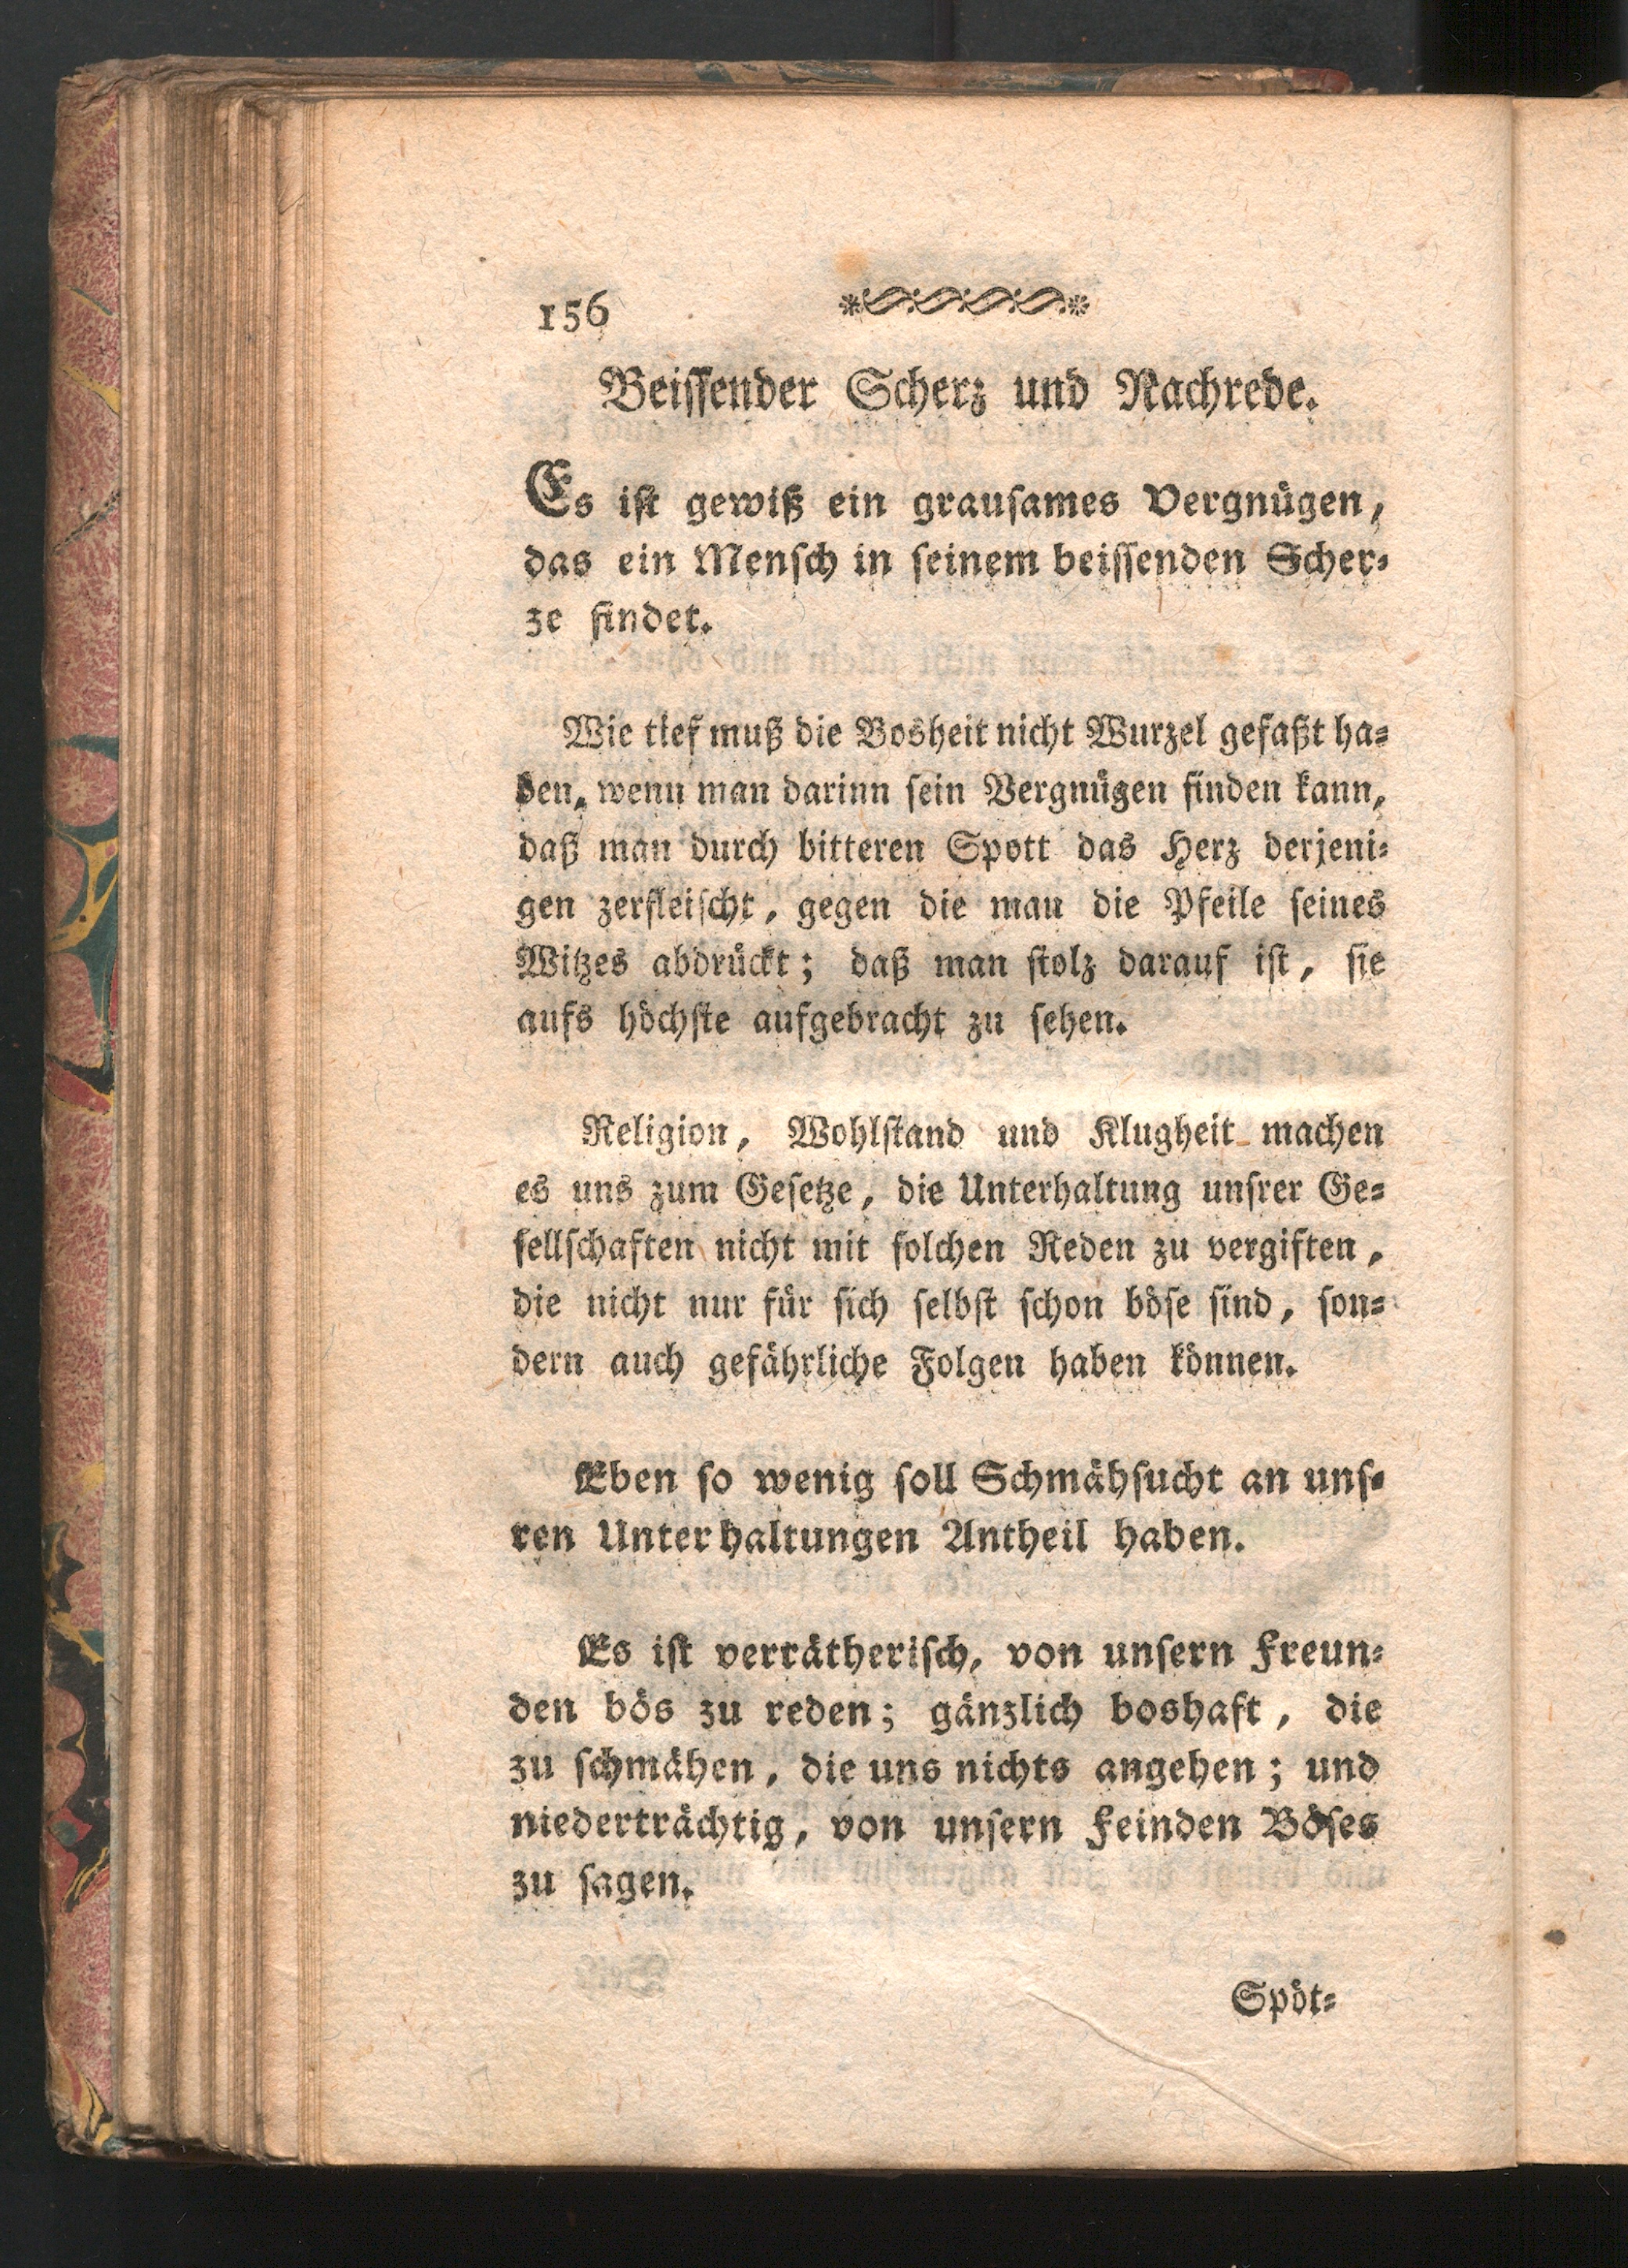 156
Beiſſender Scherz und Nachrede.
Es iſt gewiß ein grauſames Vergnügen,
das ein Menſch in ſeinem beiſſenden Scher⸗
ze findet.
Wie tief muß die Bosheit nicht Wurzel gefaßt ha⸗
ben, wenn man darinn ſein Vergnügen finden kann,
daß man durch bitteren Spott das Herz derjeni⸗
gen zerfleiſcht, gegen die man die Pfeile ſeines
Witzes abdrückt; daß man ſtolz darauf iſt, ſie
aufs höchſte aufgebracht zu ſehen.
Religion, Wohlſtand und Klugheit machen
es uns zum Geſetze, die Unterhaltung unſrer Ge⸗
ſellſchaften nicht mit ſolchen Reden zu vergiften,
die nicht nur für ſich ſelbſt ſchon böſe ſind, ſon⸗
dern auch gefährliche Folgen haben können.
Eben ſo wenig ſoll Schmähſucht an unſ⸗
ren Unterhaltungen Antheil haben.
Es iſt verrätheriſch, von unſern Freun⸗
den bös zu reden; gänzlich boshaft, die
zu ſchmähen, die uns nichts angehen; und
niederträchtig, von unſern Feinden Böſes
zu ſagen.
Spöt⸗